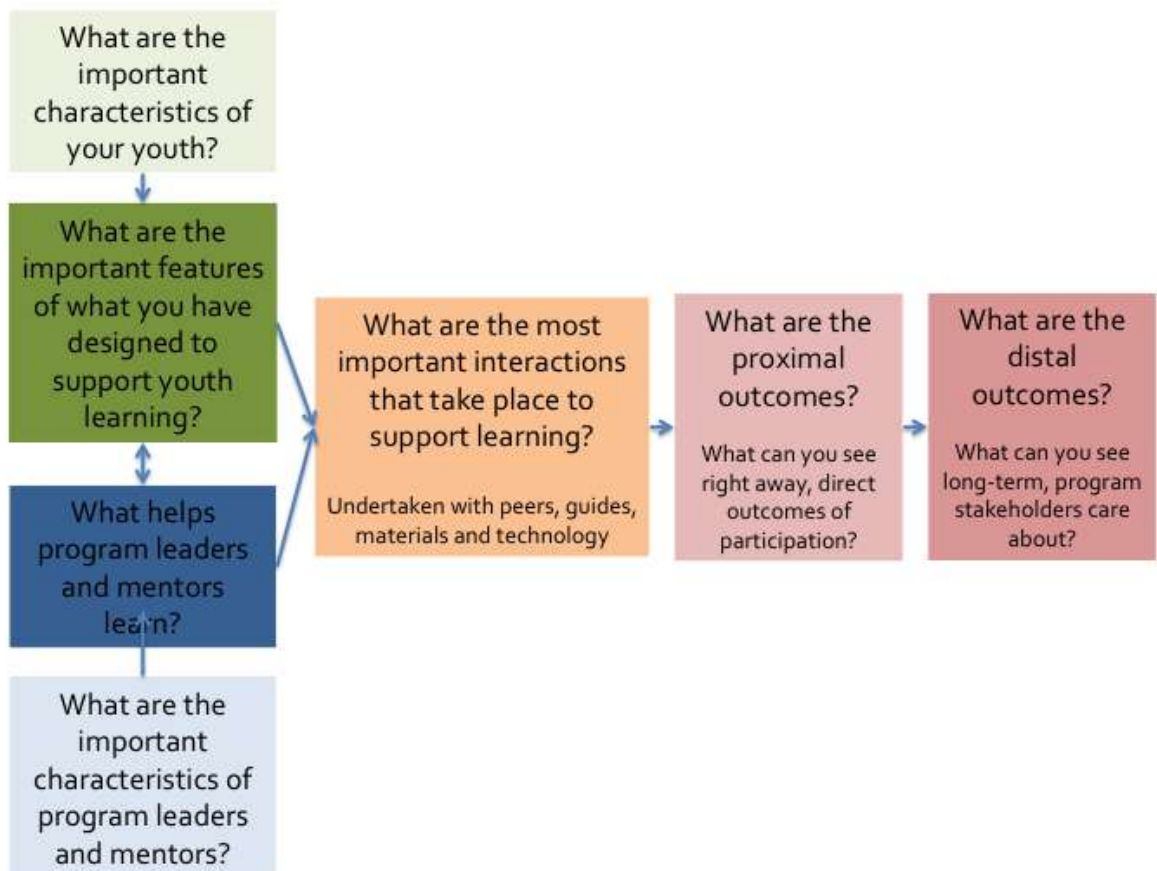 What are the
important
characteristics of
your youth?
What are the
important features
of what you have
designed to
support youth
learning?
What helps
program leaders
and mentors
learn?
What are the
important
characteristics of
program leaders
and mentors?
What are the most
important interactions
that take place to
support learning?
Undertaken with peers, guides,
materials and technology
What are the
proximal
outcomes?
What can you see
right away, direct
outcomes of
participation?
What are the
distal
outcomes?
What can you see
long-term, program
stakeholders care
about?